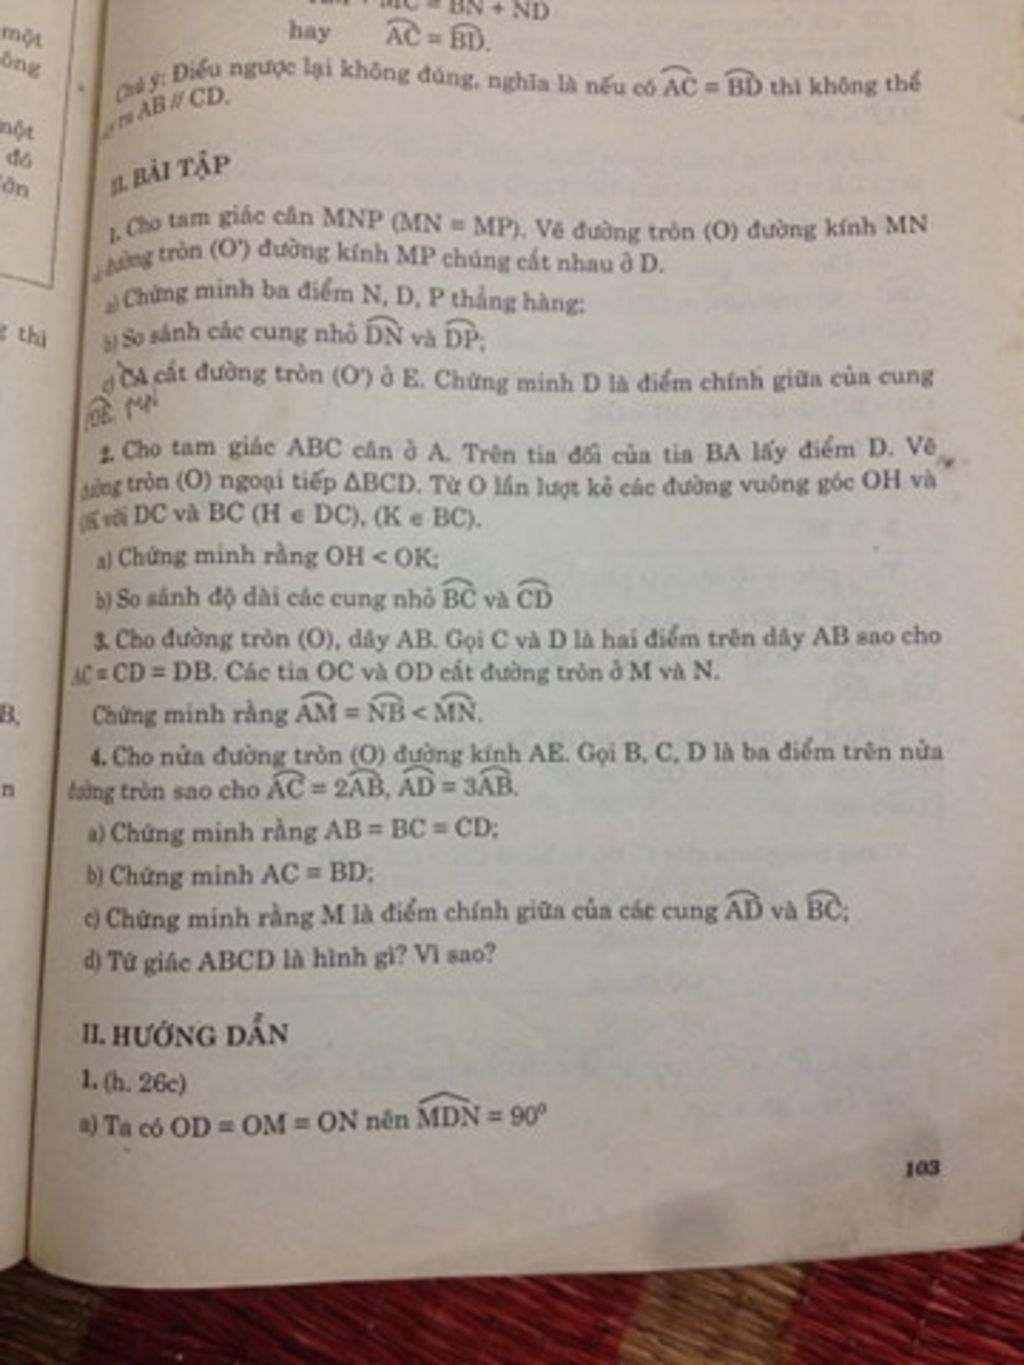 một
ông
một
đó
B,
n
MC = BN + ND
hay AC = BD.
Chú ý: Điều ngược lại không đúng, nghĩa là nếu có AC = BD thì không thể
ra AB // CD.
II. BÀI TẬP
1. Cho tam giác cân MNP (MN = MP). Vẽ đường tròn (O) đường kính MN
đường tròn (O') đường kính MP chúng cắt nhau ở D.
a) Chứng minh ba điểm N, D, P thẳng hàng;
b) So sánh các cung nhỏ DN và DP;
c) cắt đường tròn (O') ở E. Chứng minh D là điểm chính giữa của cung
2. Cho tam giác ABC cân ở A. Trên tia đối của tia BA lấy điểm D. Vẽ
đường tròn (O) ngoại tiếp ΔBCD. Từ O lần lượt kẻ các đường vuông góc OH và
OK với DC và BC (H ∈ DC), (K ∈ BC).
a) Chứng minh rằng OH < OK;
b) So sánh độ dài các cung nhỏ BC và CD
3. Cho đường tròn (O), dây AB. Gọi C và D là hai điểm trên dây AB sao cho
AC = CD = DB. Các tia OC và OD cắt đường tròn ở M và N.
Chứng minh rằng AM = NB < MN.
4. Cho nửa đường tròn (O) đường kính AE. Gọi B, C, D là ba điểm trên nửa
đường tròn sao cho AC = 2AB, AD = 3AB.
a) Chứng minh rằng AB = BC = CD;
b) Chứng minh AC = BD;
c) Chứng minh rằng M là điểm chính giữa của các cung AD và BC;
d) Tứ giác ABCD là hình gì? Vì sao?
II. HƯỚNG DẪN
1. (h. 26c)
a) Ta có OD = OM = ON nên MDN = 90⁰
103